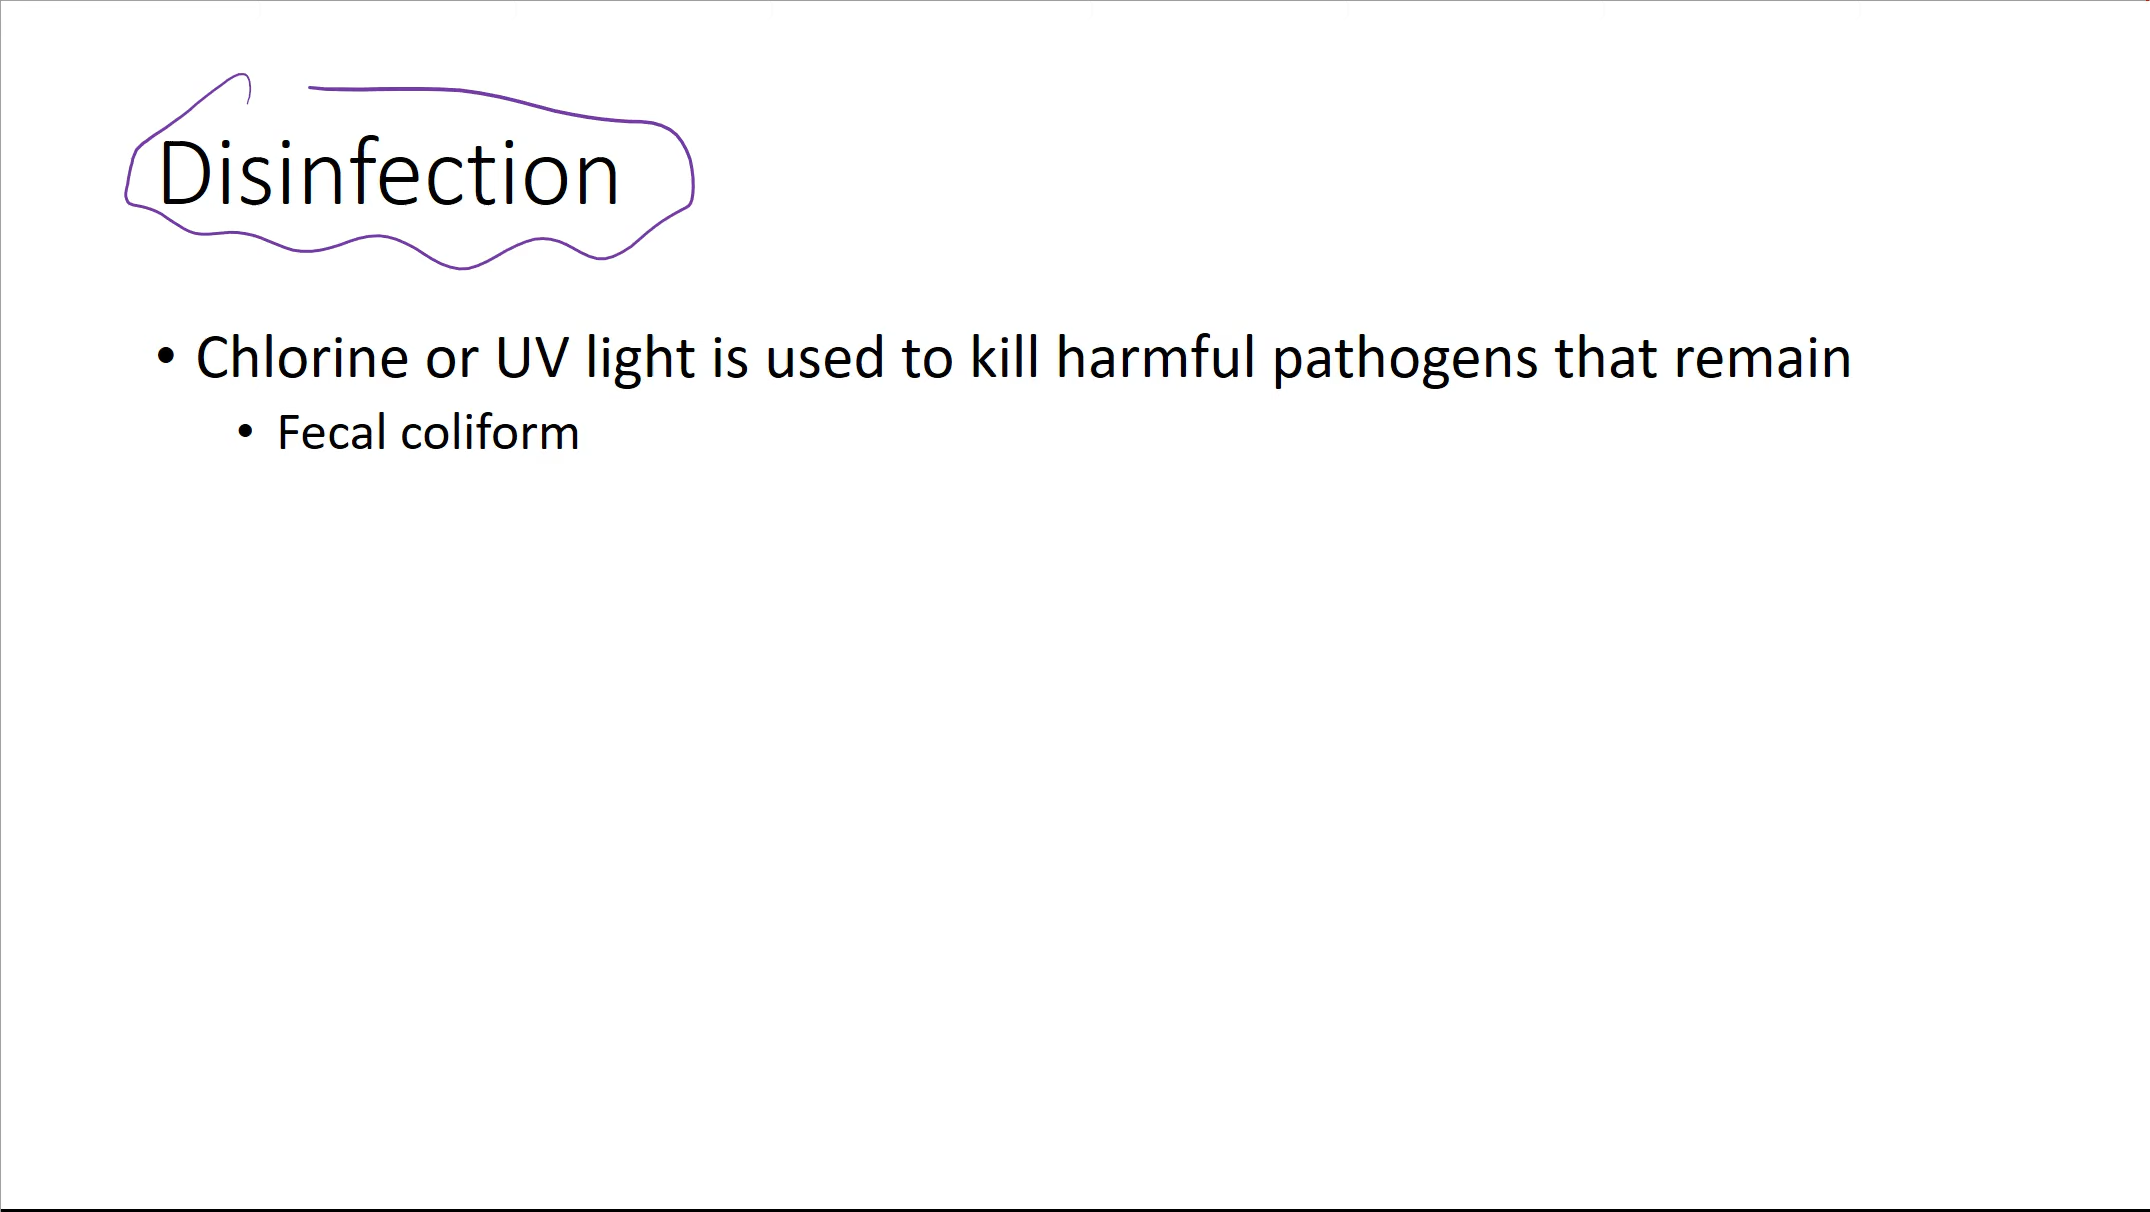 Disinfection
• Chlorine or UV light is used to kill harmful pathogens that remain
• Fecal coliform